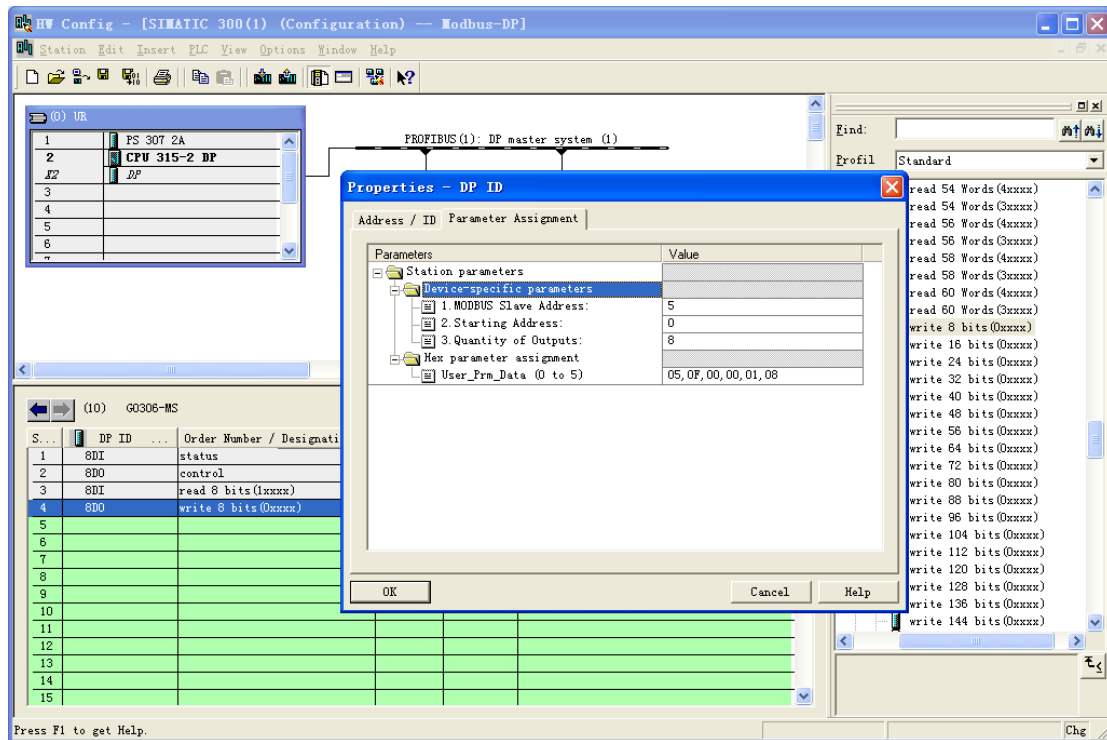 HW Config - [SIMATIC 300(1) (Configuration) -- Modbus-DP]
Station Edit Insert PLC View Options Window Help
(0) UR
1 PS 307 2A
2 CPU 315-2 DP
X2 DP
3
4
5
6
7
PROFIBUS(1): DP master system (1)
Find:
Profil Standard
read 54 Words(4xxxx)
read 54 Words(3xxxx)
read 56 Words(4xxxx)
read 56 Words(3xxxx)
read 58 Words(4xxxx)
read 58 Words(3xxxx)
read 60 Words(4xxxx)
read 60 Words(3xxxx)
write 8 bits(0xxxx)
write 16 bits(0xxxx)
write 24 bits(0xxxx)
write 32 bits(0xxxx)
write 40 bits(0xxxx)
write 48 bits(0xxxx)
write 56 bits(0xxxx)
write 64 bits(0xxxx)
write 72 bits(0xxxx)
write 80 bits(0xxxx)
write 88 bits(0xxxx)
write 96 bits(0xxxx)
write 104 bits(0xxxx)
write 112 bits(0xxxx)
write 120 bits(0xxxx)
write 128 bits(0xxxx)
write 136 bits(0xxxx)
write 144 bits(0xxxx)
Properties - DP ID
Address / ID Parameter Assignment
Parameters Value
Station parameters
Device-specific parameters
1.MODBUS Slave Address: 5
2.Starting Address: 0
3.Quantity of Outputs: 8
Hex parameter assignment
User_Prm_Data (0 to 5) 05,0F,00,00,01,08
OK Cancel Help
(10) GO306-MS
S... DP ID ... Order Number / Designati
1 8DI status
2 8DO control
3 8DI read 8 bits(1xxxx)
4 8DO write 8 bits(0xxxx)
5
6
7
8
9
10
11
12
13
14
15
Press F1 to get Help.
Chg